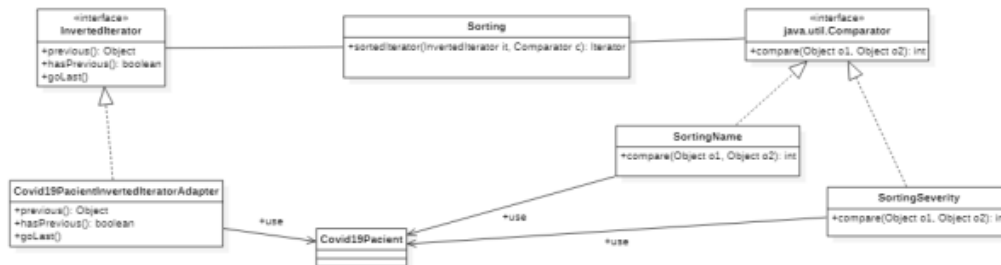 «interface»
InvertedIterator
+previous(): Object
+hasPrevious(): boolean
+goLast()
Sorting
+sortedIterator(InvertedIterator it, Comparator c): Iterator
«interface»
java.util.Comparator
+compare(Object o1, Object o2): int
SortingName
+compare(Object o1, Object o2): int
Covid19PacientInvertedIteratorAdapter
+previous(): Object
+hasPrevious(): boolean
+goLast()
SortingSeverity
+compare(Object o1, Object o2): in
+use
+use
+use
Covid19Pacient